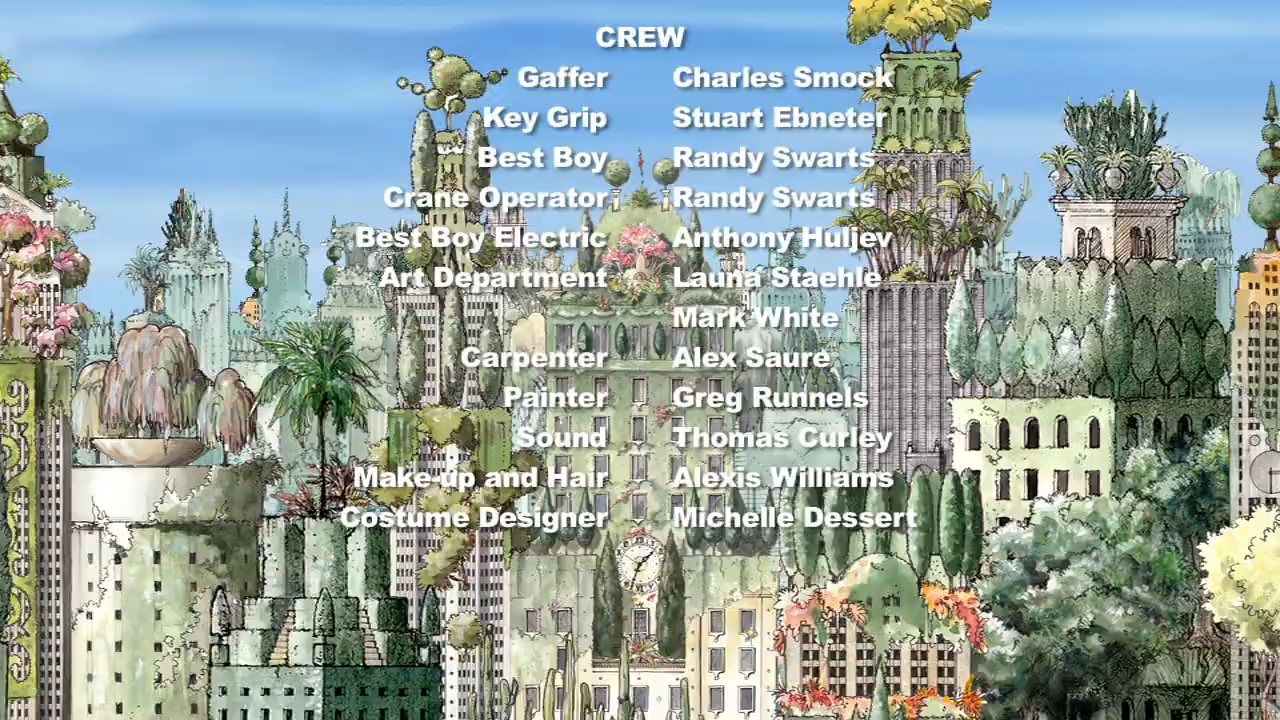 CREW
Gaffer Charles Smock
Key Grip Stuart Ebneter
Best Boy Randy Swarts
Crane Operator Randy Swarts
Best Boy Electric Anthony Huljev
Art Department Launa Staehle
Mark White
Carpenter Alex Saure
Painter Greg Runnels
Sound Thomas Curley
Make-up and Hair Alexis Williams
Costume Designer Michelle Dessert